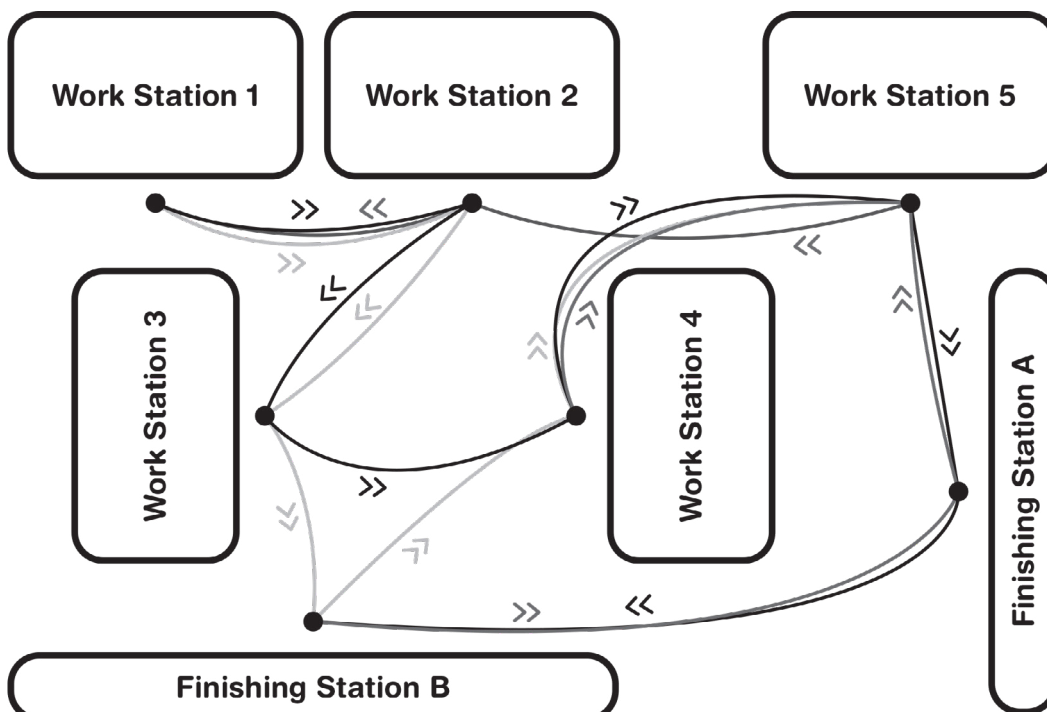 Work Station 1
Work Station 2
Work Station 5
Work Station 3
Work Station 4
Finishing Station A
Finishing Station B